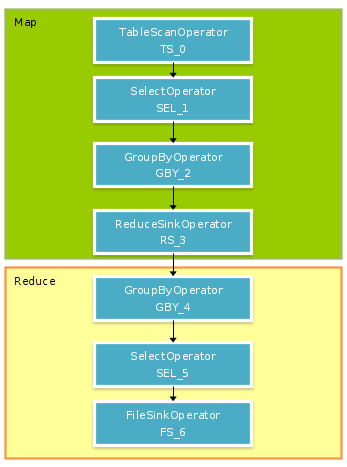 Map
TableScanOperator
TS_0
SelectOperator
SEL_1
GroupByOperator
GBY_2
ReduceSinkOperator
RS_3
Reduce
GroupByOperator
GBY_4
SelectOperator
SEL_5
FileSinkOperator
FS_6